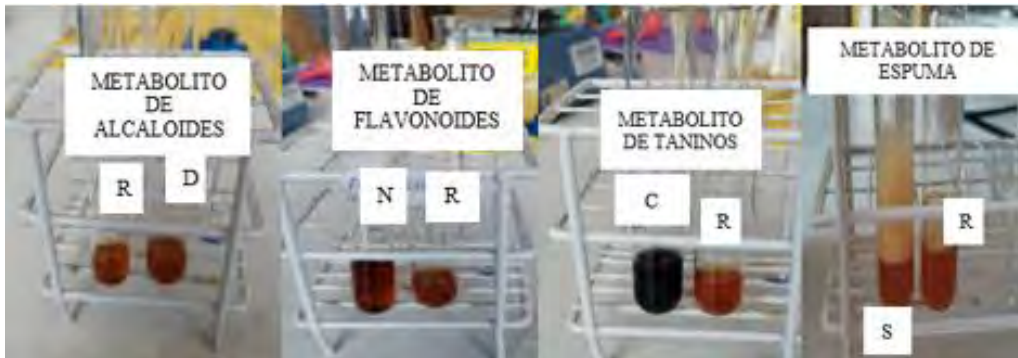 METABOLITO
DE
ALCALOIDES
R
D
METABOLITO
DE
FLAVONOIDES
N
R
METABOLITO
DE TANINOS
C
R
METABOLITO DE
ESPUMA
R
S